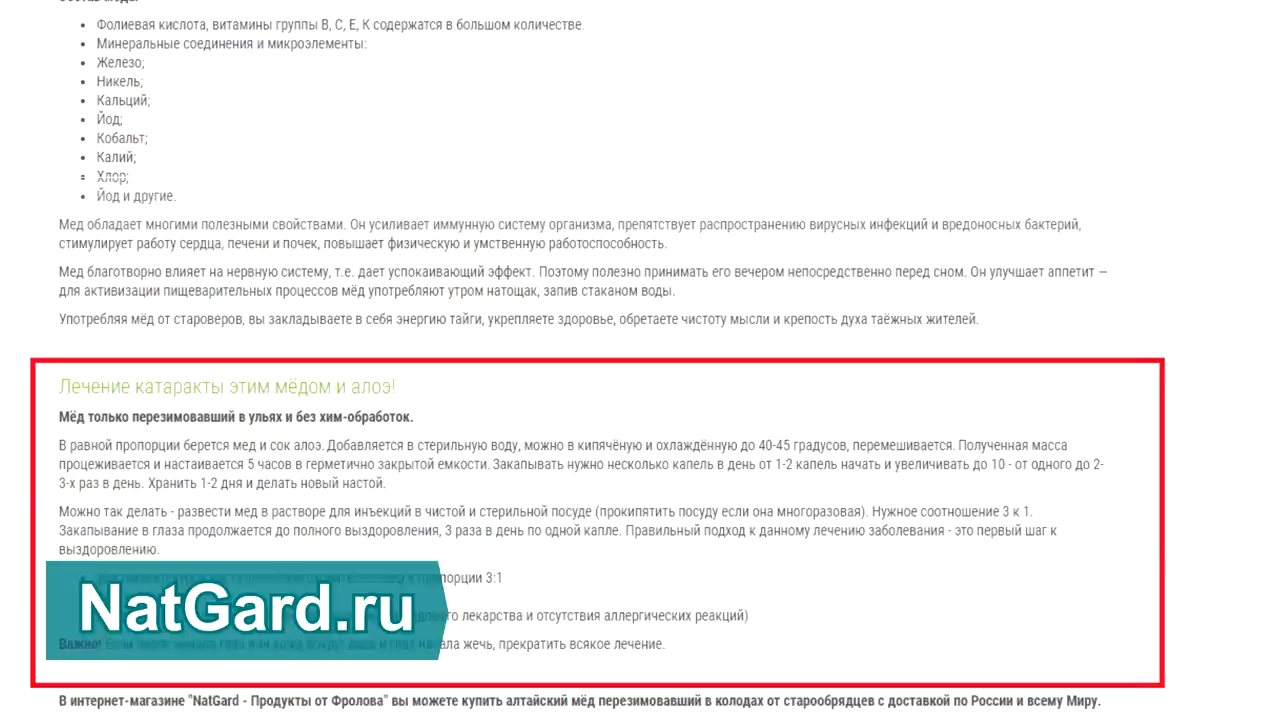 Фолиевая кислота, витамины группы B, C, E, K содержатся в большом количестве.
Минеральные соединения и микроэлементы:
Железо;
Никель;
Кальций;
Йод;
Кобальт;
Калий;
Хлор;
Йод и другие.
Мед обладает многими полезными свойствами. Он усиливает иммунную систему организма, препятствует распространению вирусных инфекций и вредоносных бактерий,
стимулирует работу сердца, печени и почек, повышает физическую и умственную работоспособность.
Мед благотворно влияет на нервную систему, т.е. дает успокаивающий эффект. Поэтому полезно принимать его вечером непосредственно перед сном. Он улучшает аппетит —
для активизации пищеварительных процессов мёд употребляют утром натощак, запив стаканом воды.
Употребляя мёд от староверов, вы закладываете в себя энергию тайги, укрепляете здоровье, обретаете чистоту мысли и крепость духа таёжных жителей.
Лечение катаракты этим мёдом и алоэ!
Мёд только перезимовавший в ульях и без хим-обработок.
В равной пропорции берется мед и сок алоэ. Добавляется в стерильную воду, можно в кипячёную и охлаждённую до 40-45 градусов, перемешивается. Полученная масса
процеживается и настаивается 5 часов в герметично закрытой емкости. Закапывать нужно несколько капель в день от 1-2 капель начать и увеличивать до 10 - от одного до 2-
3-х раз в день. Хранить 1-2 дня и делать новый настой.
Можно так делать - развести мед в растворе для инъекций в чистой и стерильной посуде (прокипятить посуду если она многоразовая). Нужное соотношение 3 к 1.
Закапывание в глаза продолжается до полного выздоровления, 3 раза в день по одной капле. Правильный подход к данному лечению заболевания - это первый шаг к
выздоровлению.
3:1
лекарства и отсутствия аллергических реакций)
Важно! жечь, прекратить всякое лечение.
NatGard.ru
В интернет-магазине "NatGard - Продукты от Фролова" вы можете купить алтайский мёд перезимовавший в колодах от старообрядцев с доставкой по России и всему Миру.